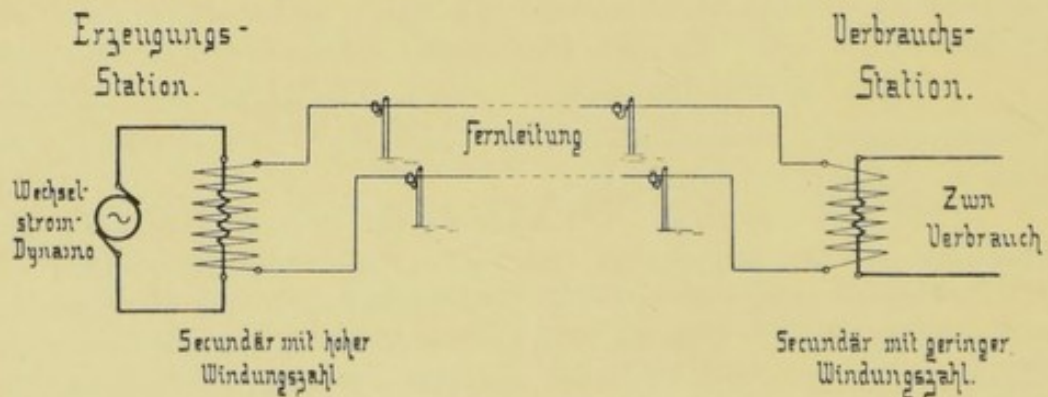 Erzeugungs-
Station.
Verbrauchs-
Station.
Fernleitung
Wechsel-
strom-
Dynamo
Zum
Verbrauch
Secundär mit hoher
Windungszahl
Secundär mit geringer
Windungszahl.